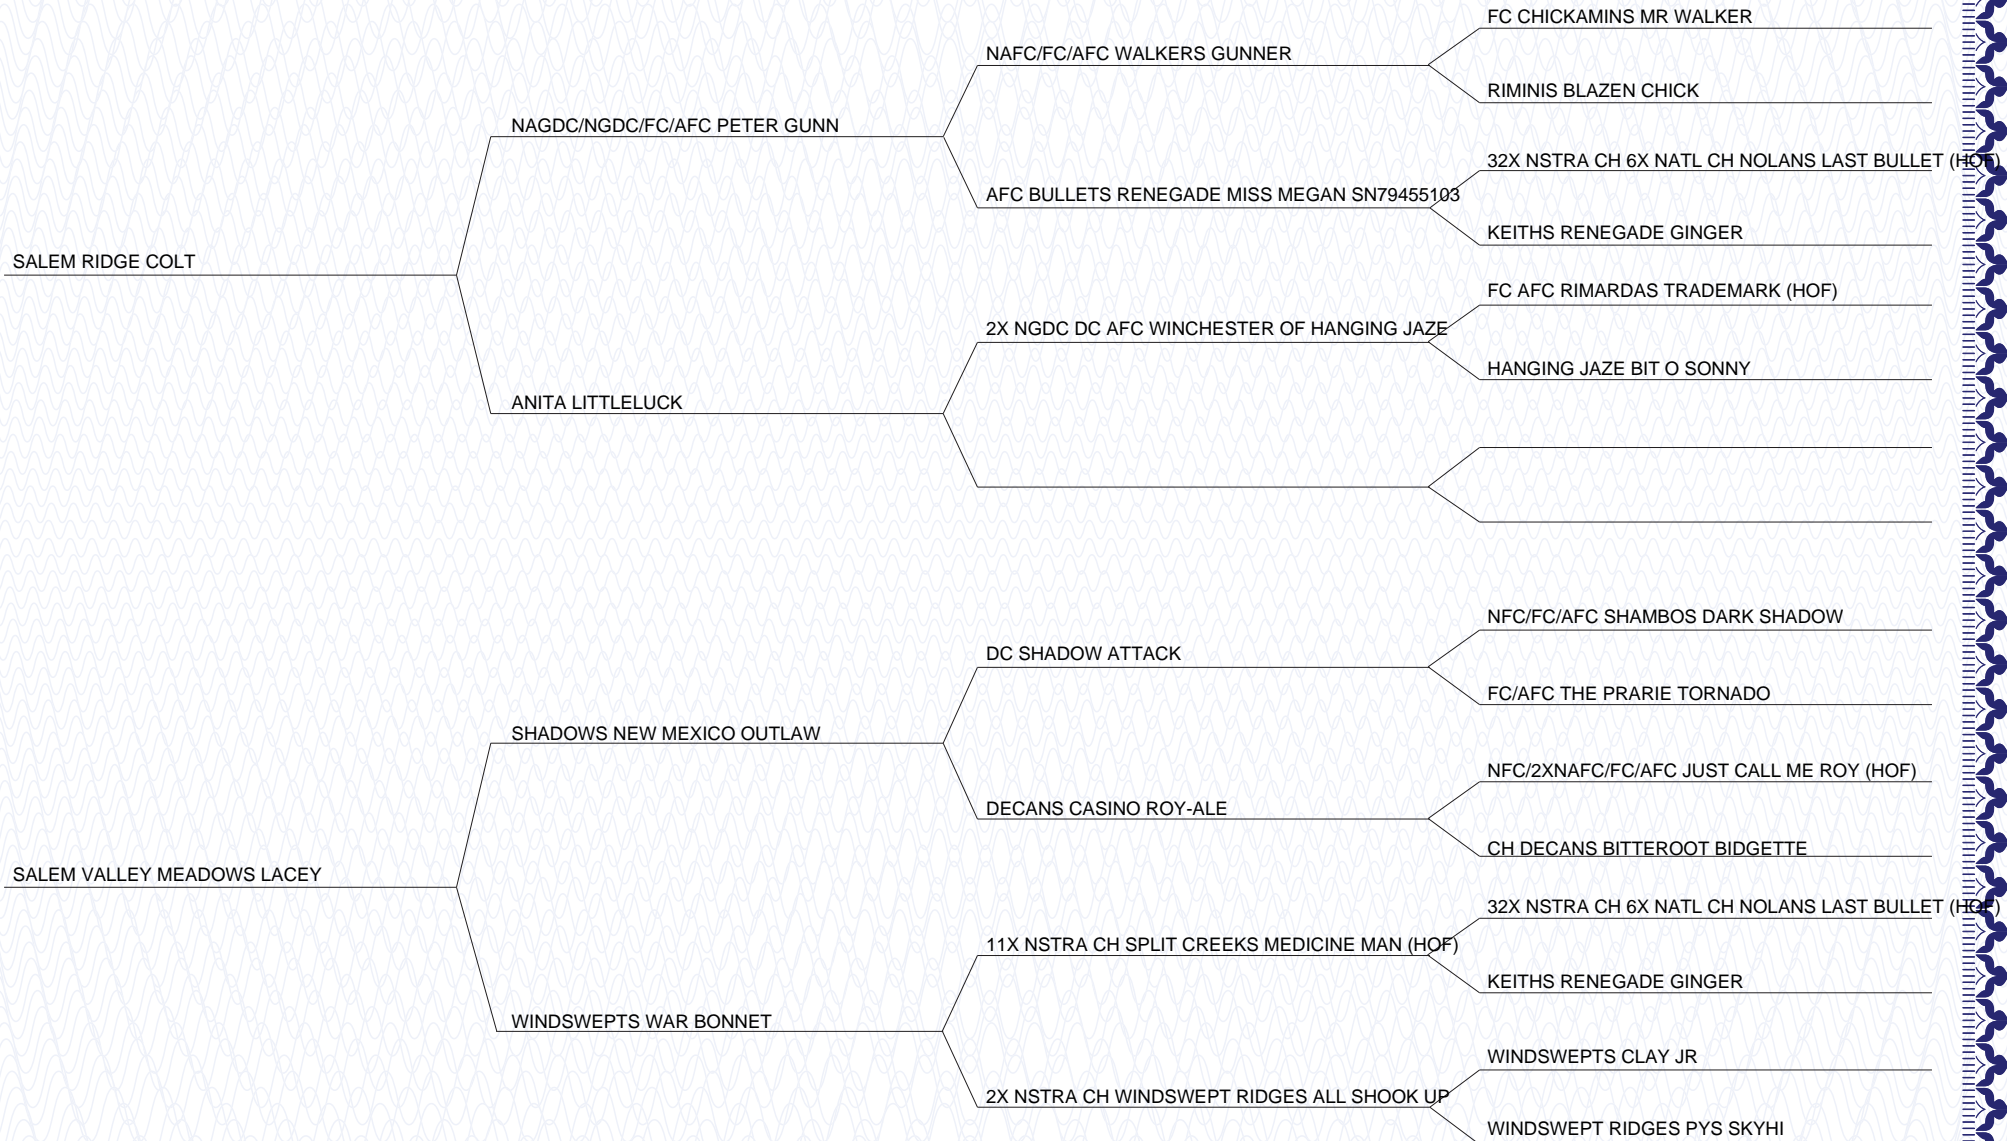 FC CHICKAMINS MR WALKER
NAFC/FC/AFC WALKERS GUNNER
RIMINIS BLAZEN CHICK
NAGDC/NGDC/FC/AFC PETER GUNN
32X NSTRA CH 6X NATL CH NOLANS LAST BULLET (HOF)
AFC BULLETS RENEGADE MISS MEGAN SN79455103
KEITHS RENEGADE GINGER
SALEM RIDGE COLT
FC AFC RIMARDAS TRADEMARK (HOF)
2X NGDC DC AFC WINCHESTER OF HANGING JAZE
HANGING JAZE BIT O SONNY
ANITA LITTLELUCK
NFC/FC/AFC SHAMBOS DARK SHADOW
DC SHADOW ATTACK
FC/AFC THE PRARIE TORNADO
SHADOWS NEW MEXICO OUTLAW
NFC/2XNAFC/FC/AFC JUST CALL ME ROY (HOF)
DECANS CASINO ROY-ALE
CH DECANS BITTEROOT BIDGETTE
SALEM VALLEY MEADOWS LACEY
32X NSTRA CH 6X NATL CH NOLANS LAST BULLET (HOF)
11X NSTRA CH SPLIT CREEKS MEDICINE MAN (HOF)
KEITHS RENEGADE GINGER
WINDSWEPTS WAR BONNET
WINDSWEPTS CLAY JR
2X NSTRA CH WINDSWEPT RIDGES ALL SHOOK UP
WINDSWEPT RIDGES PYS SKYHI